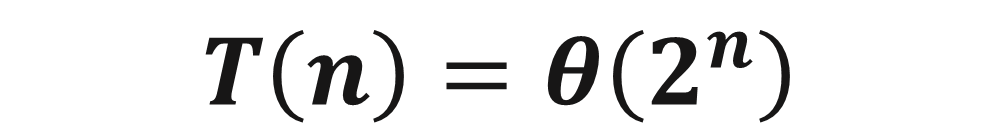 T(n) = θ(2ⁿ)